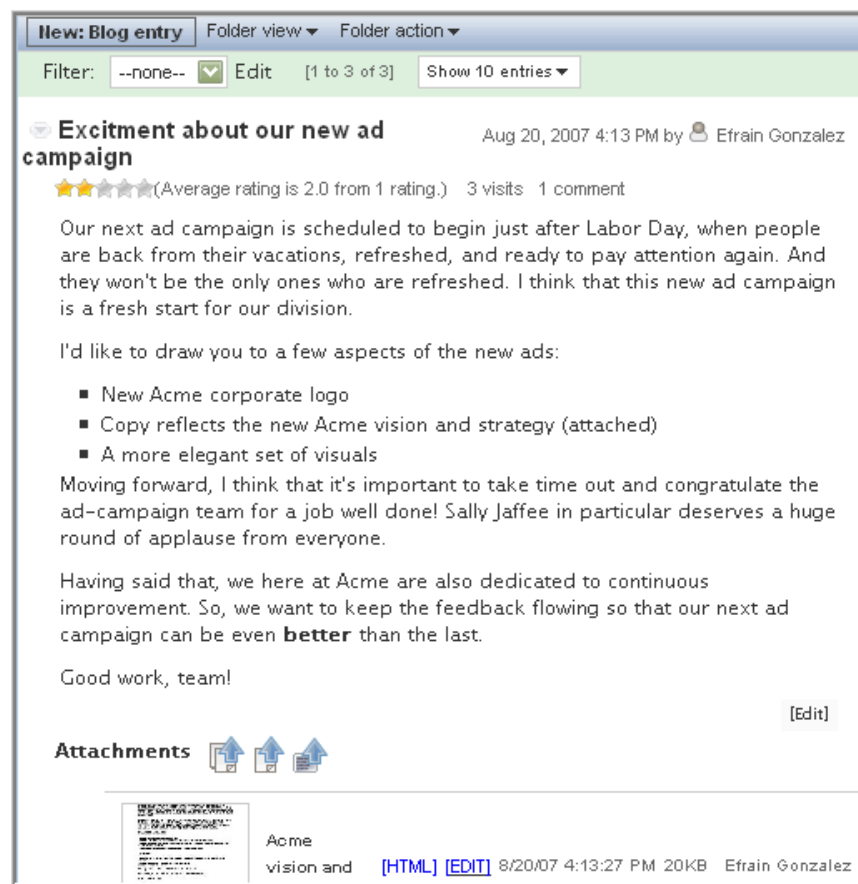 New: Blog entry Folder view Folder action
Filter: --none-- Edit [1 to 3 of 3] Show 10 entries
Excitment about our new ad campaign Aug 20, 2007 4:13 PM by Efrain Gonzalez
(Average rating is 2.0 from 1 rating.) 3 visits 1 comment
Our next ad campaign is scheduled to begin just after Labor Day, when people
are back from their vacations, refreshed, and ready to pay attention again. And
they won't be the only ones who are refreshed. I think that this new ad campaign
is a fresh start for our division.
I'd like to draw you to a few aspects of the new ads:
■ New Acme corporate logo
■ Copy reflects the new Acme vision and strategy (attached)
■ A more elegant set of visuals
Moving forward, I think that it's important to take time out and congratulate the
ad-campaign team for a job well done! Sally Jaffee in particular deserves a huge
round of applause from everyone.
Having said that, we here at Acme are also dedicated to continuous
improvement. So, we want to keep the feedback flowing so that our next ad
campaign can be even better than the last.
Good work, team!
[Edit]
Attachments
Acme
vision and [HTML] [EDIT] 8/20/07 4:13:27 PM 20KB Efrain Gonzalez